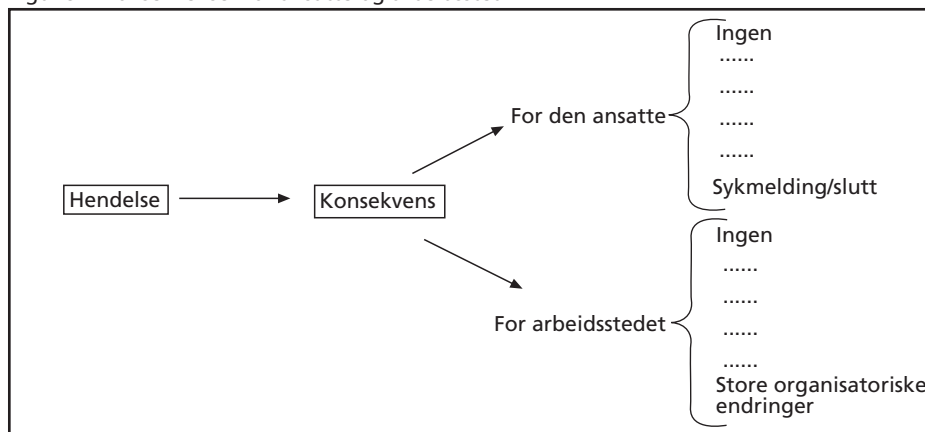 Ingen
......
......
......
......
For den ansatte
Sykmelding/slutt
Hendelse
Konsekvens
Ingen
......
......
......
......
For arbeidsstedet
Store organisatoriske
endringer